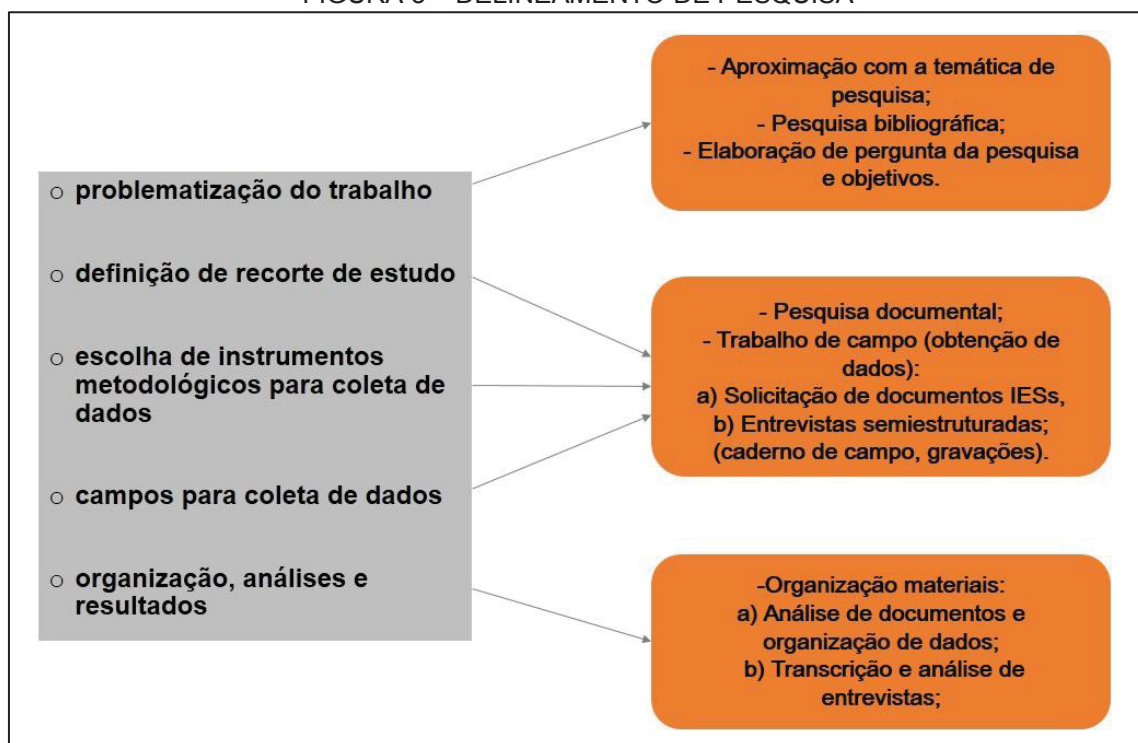 - Aproximação com a temática de
pesquisa;
- Pesquisa bibliográfica;
- Elaboração de pergunta da pesquisa
e objetivos.
o problematização do trabalho
o definição de recorte de estudo
o escolha de instrumentos
metodológicos para coleta de
dados
o campos para coleta de dados
o organização, análises e
resultados
- Pesquisa documental;
- Trabalho de campo (obtenção de
dados):
a) Solicitação de documentos IESs,
b) Entrevistas semiestruturadas;
(caderno de campo, gravações).
-Organização materiais:
a) Análise de documentos e
organização de dados;
b) Transcrição e análise de
entrevistas;